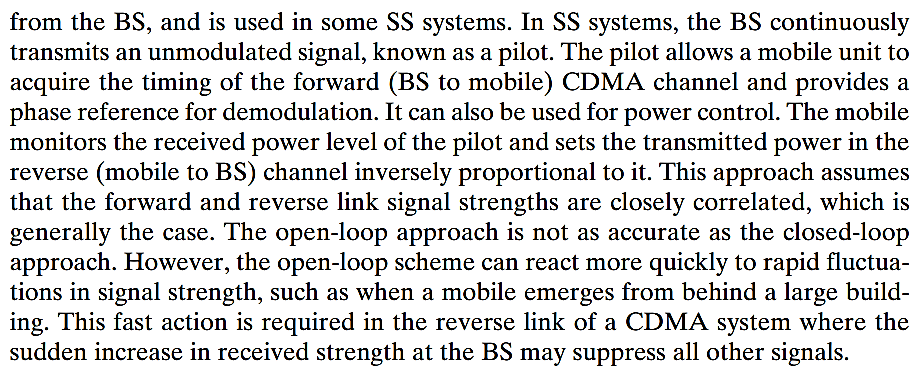 from the BS, and is used in some SS systems. In SS systems, the BS continuously
transmits an unmodulated signal, known as a pilot. The pilot allows a mobile unit to
acquire the timing of the forward (BS to mobile) CDMA channel and provides a
phase reference for demodulation. It can also be used for power control. The mobile
monitors the received power level of the pilot and sets the transmitted power in the
reverse (mobile to BS) channel inversely proportional to it. This approach assumes
that the forward and reverse link signal strengths are closely correlated, which is
generally the case. The open-loop approach is not as accurate as the closed-loop
approach. However, the open-loop scheme can react more quickly to rapid fluctua-
tions in signal strength, such as when a mobile emerges from behind a large build-
ing. This fast action is required in the reverse link of a CDMA system where the
sudden increase in received strength at the BS may suppress all other signals.